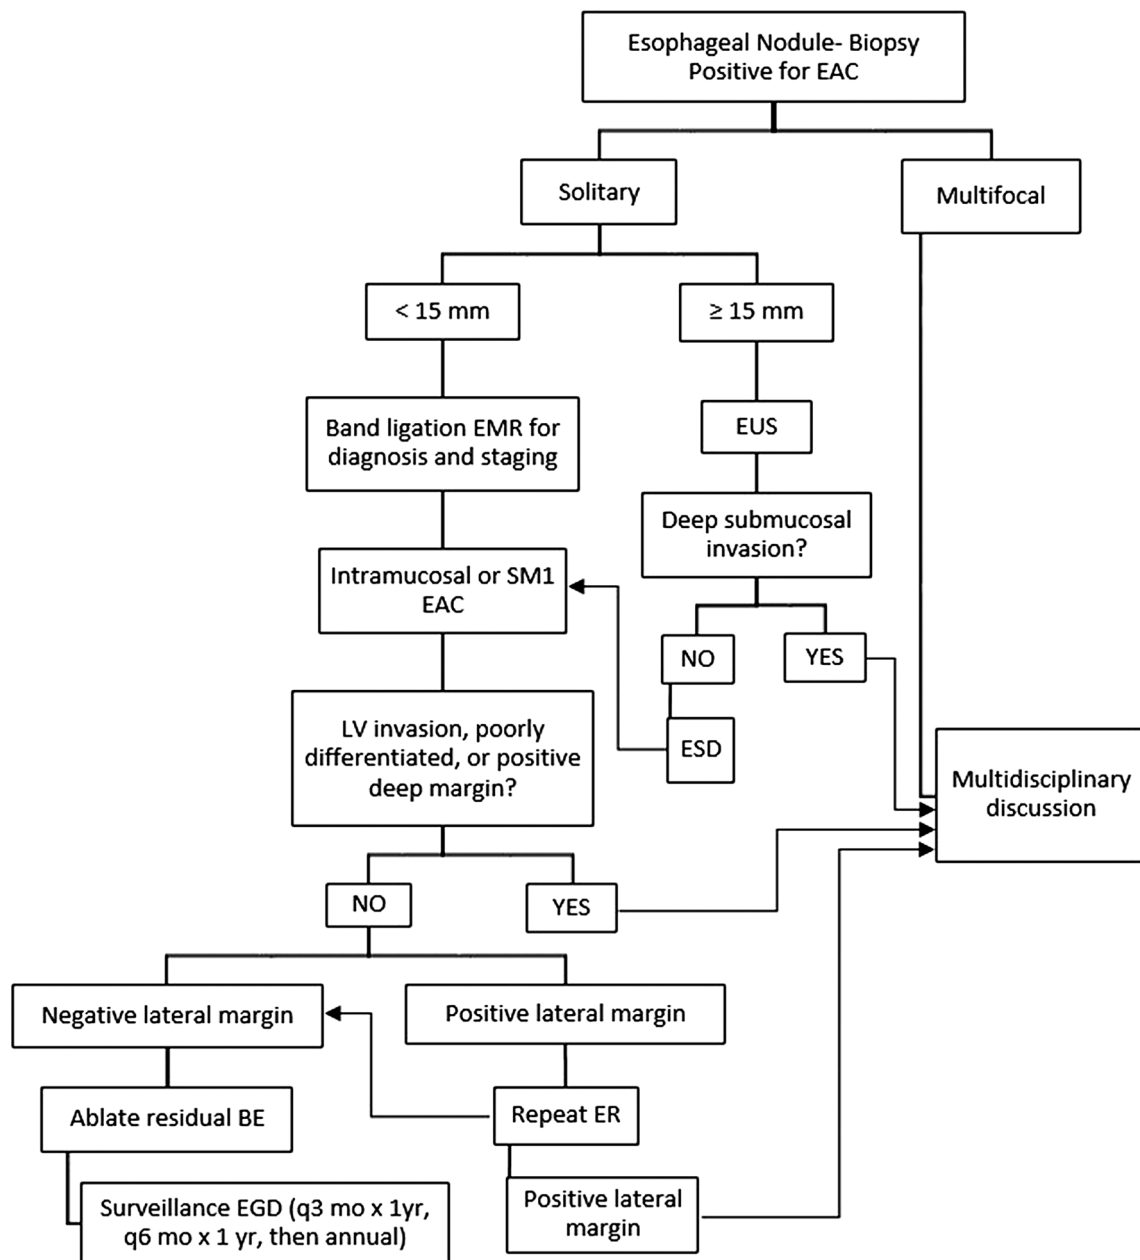 Esophageal Nodule- Biopsy
Positive for EAC
Solitary
Multifocal
< 15 mm
≥ 15 mm
Band ligation EMR for
diagnosis and staging
EUS
Deep submucosal
invasion?
Intramucosal or SM1
EAC
NO
YES
LV invasion, poorly
differentiated, or positive
deep margin?
ESD
Multidisciplinary
discussion
NO
YES
Negative lateral margin
Positive lateral margin
Ablate residual BE
Repeat ER
Surveillance EGD (q3 mo x 1yr,
q6 mo x 1 yr, then annual)
Positive lateral
margin